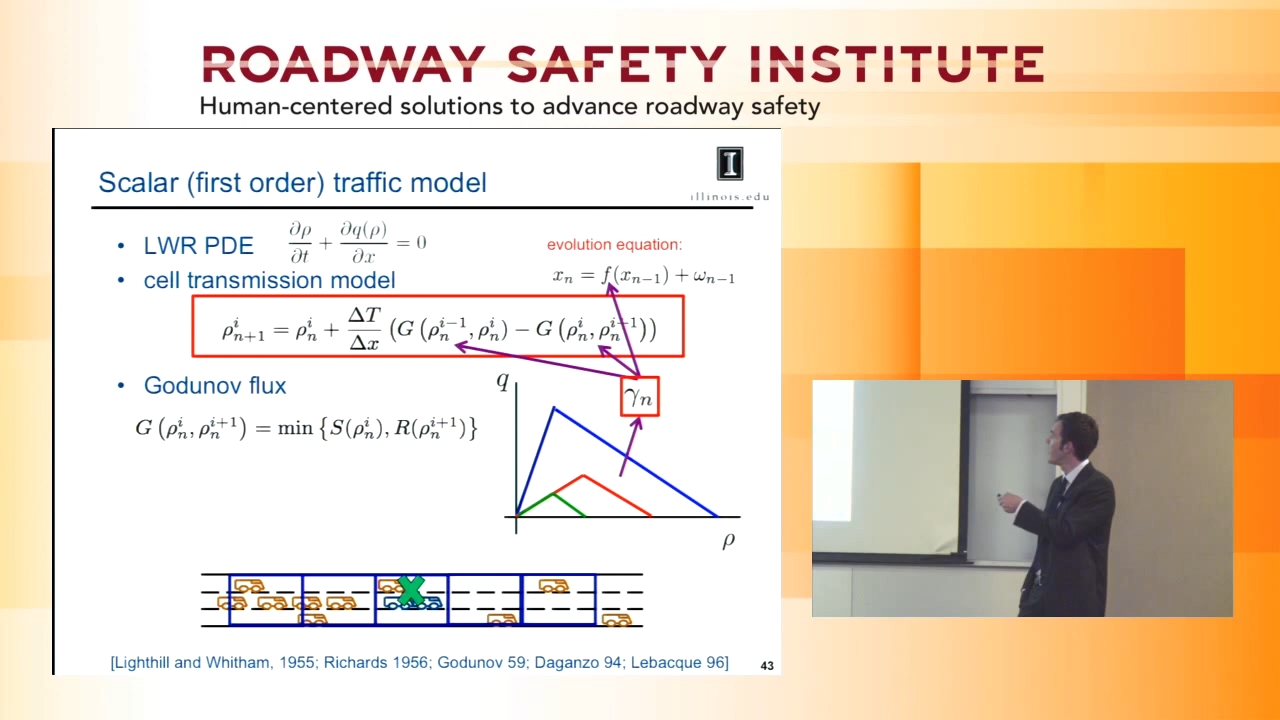 ROADWAY SAFETY INSTITUTE
Human-centered solutions to advance roadway safety
Scalar (first order) traffic model
I
illinois.edu
• LWR PDE ∂ρ/∂t + ∂q(ρ)/∂x = 0
evolution equation:
• cell transmission model
xₙ = f(xₙ₋₁) + ωₙ₋₁
ρⁱₙ₊₁ = ρⁱₙ + ΔT/Δx (G (ρⁱ⁻¹ₙ, ρⁱₙ) − G (ρⁱₙ, ρⁱ⁺¹ₙ))
• Godunov flux
q
γₙ
G (ρⁱₙ, ρⁱ⁺¹ₙ) = min {S(ρⁱₙ), R(ρⁱ⁺¹ₙ)}
ρ
[Lighthill and Whitham, 1955; Richards 1956; Godunov 59; Daganzo 94; Lebacque 96]
43